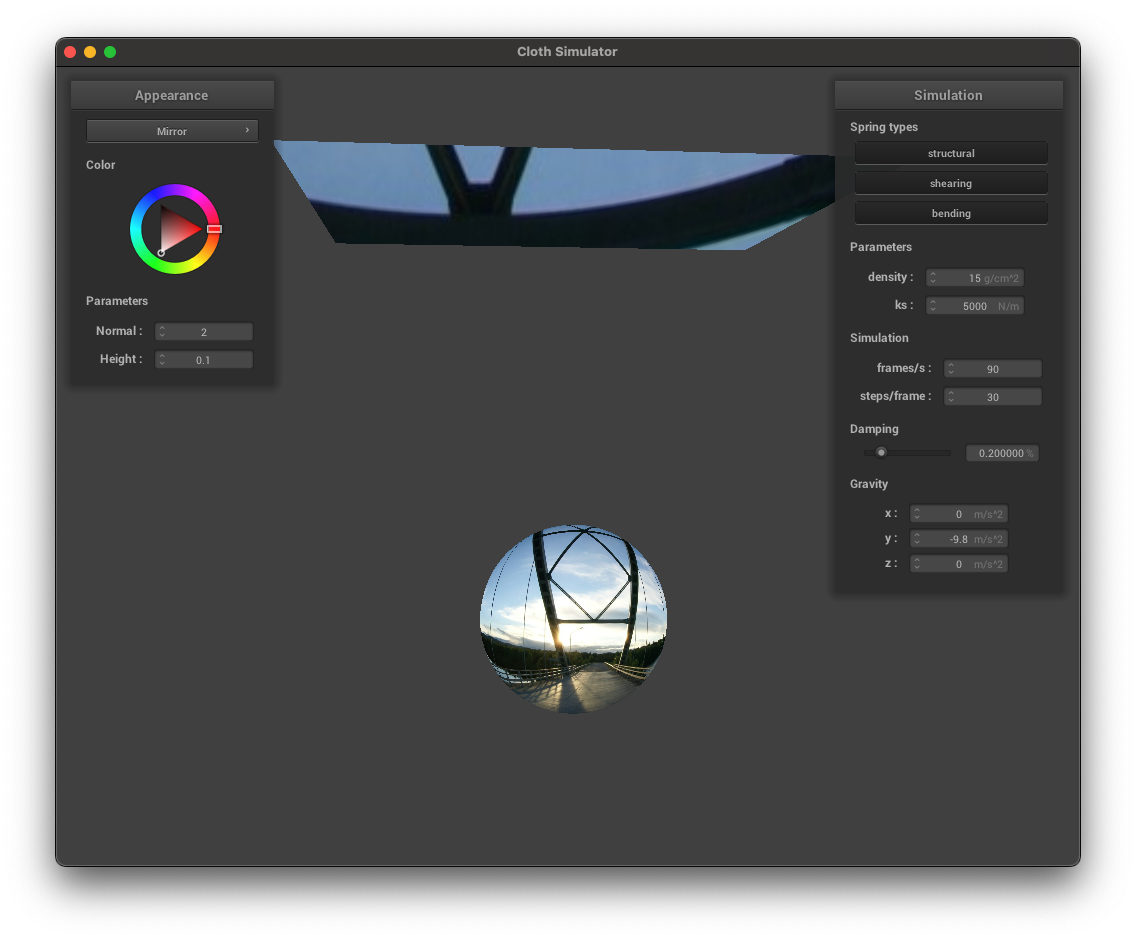 Cloth Simulator
Appearance
Mirror ›
Color
Parameters
Normal : 2
Height : 0.1
Simulation
Spring types
structural
shearing
bending
Parameters
density : 15 g/cm^2
ks : 5000 N/m
Simulation
frames/s : 90
steps/frame : 30
Damping
0.200000 %
Gravity
x : 0 m/s^2
y : -9.8 m/s^2
z : 0 m/s^2